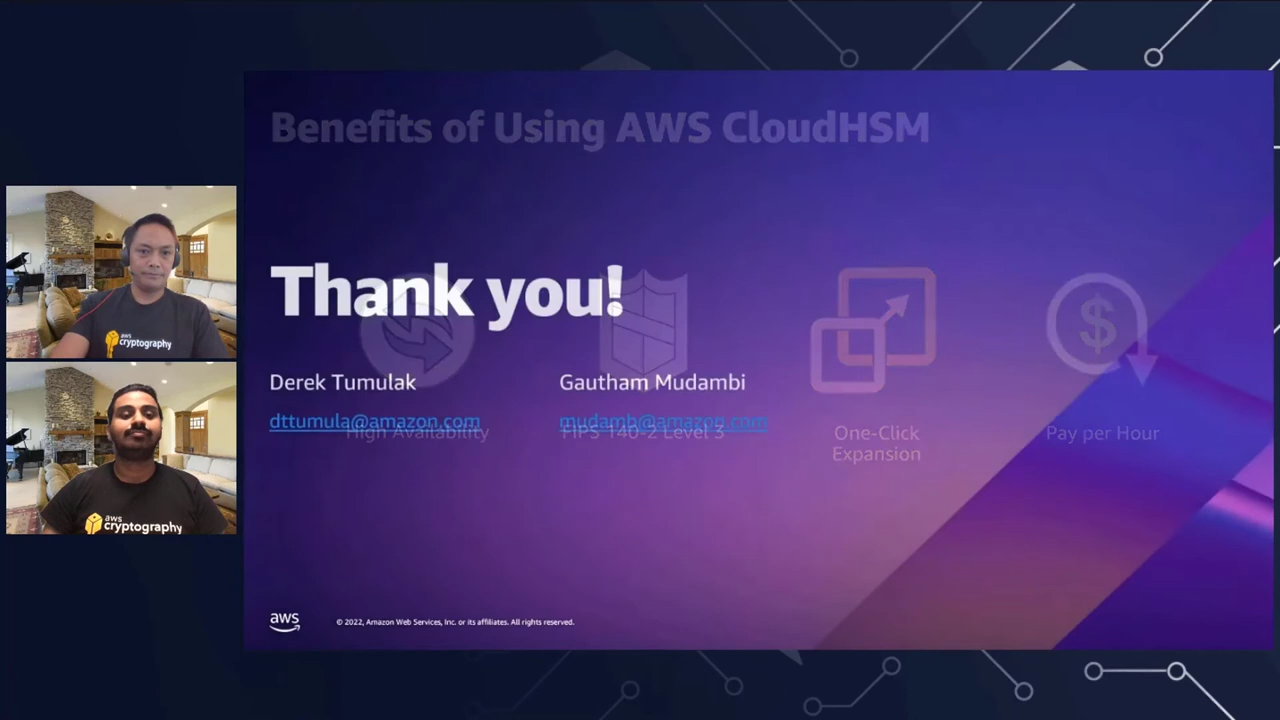 Benefits of Using AWS CloudHSM
Thank you!
Derek Tumulak
Gautham Mudambi
dttumula@amazon.com
mudamb@amazon.com
High Availability
FIPS 140-2 Level 3
One-Click
Expansion
Pay per Hour
aws
cryptography
aws
cryptography
aws
© 2022, Amazon Web Services, Inc. or its affiliates. All rights reserved.